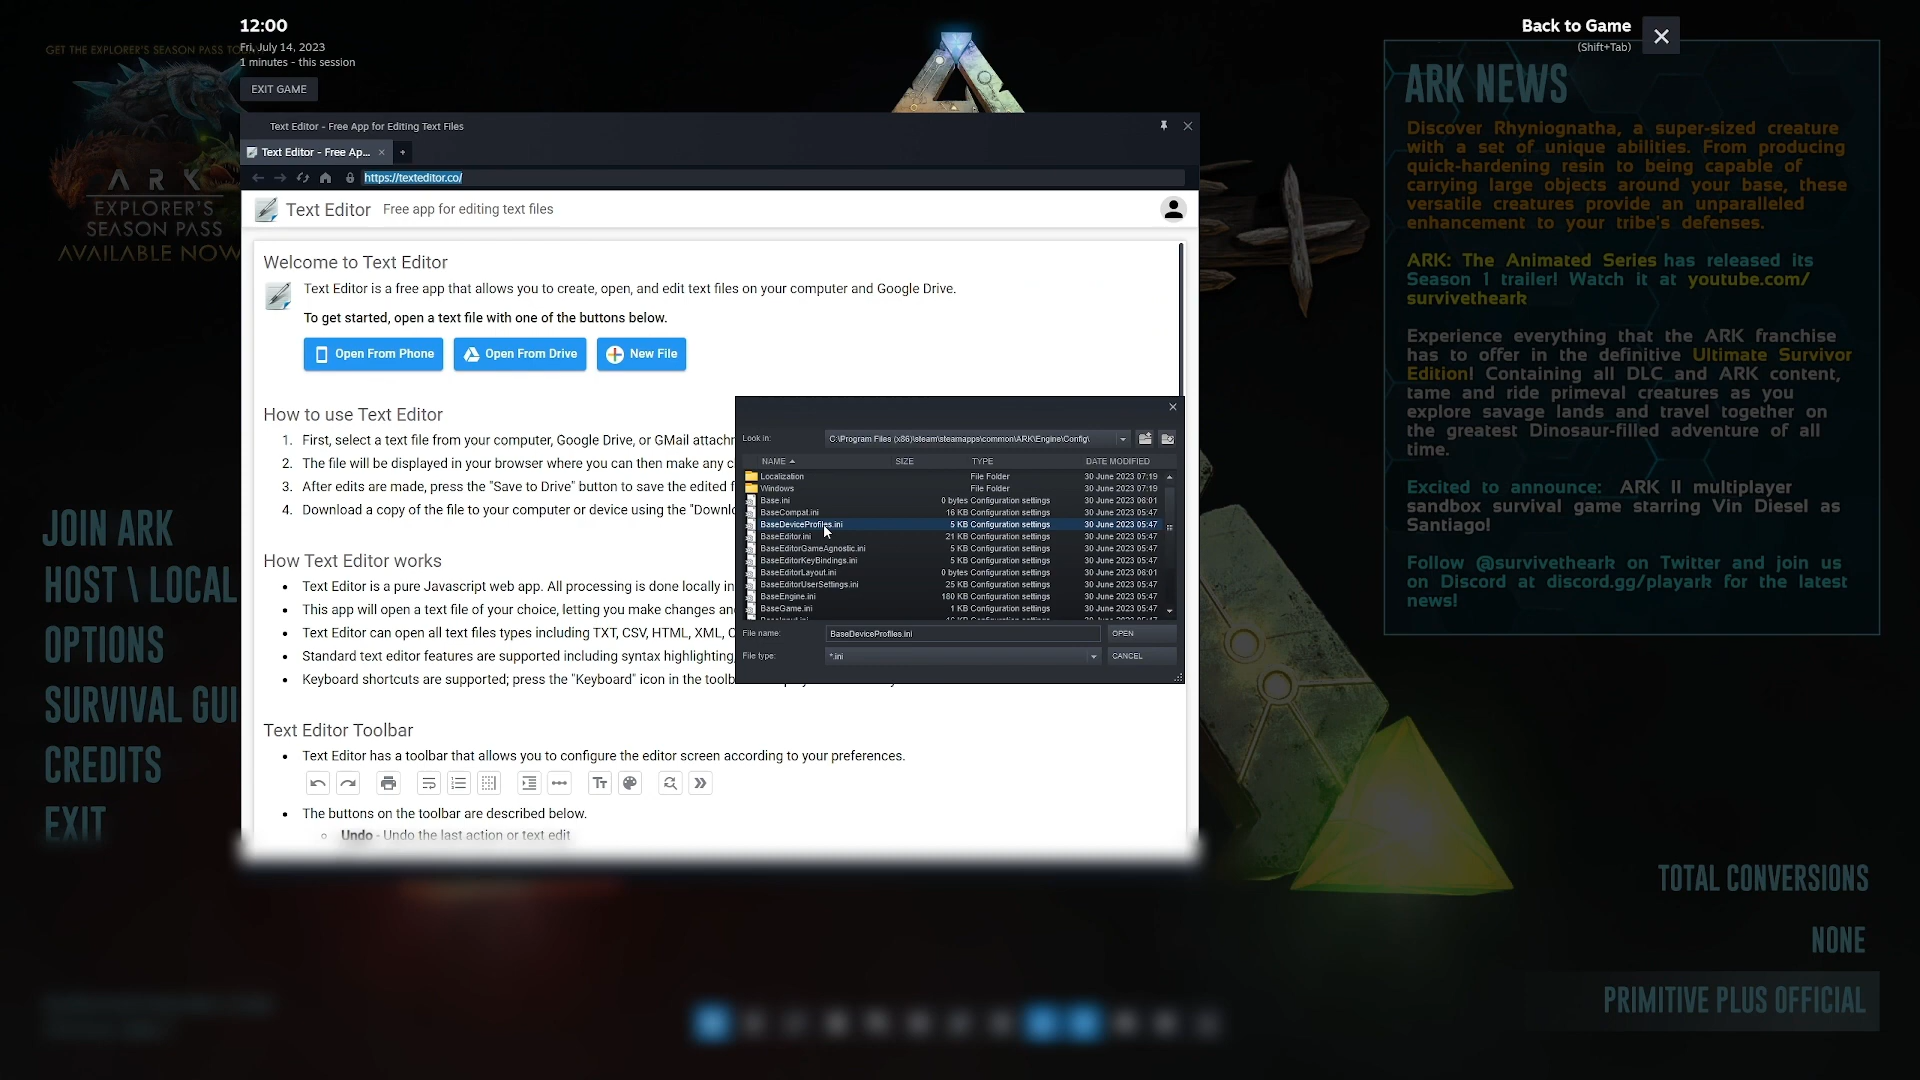 12:00
Fri, July 14, 2023
1 minutes - this session
EXIT GAME
Back to Game
(Shift+Tab)
GET THE EXPLORER'S SEASON PASS TO
ARK
EXPLORER'S
SEASON PASS
AVAILABLE NOW
JOIN ARK
HOST \ LOCAL
OPTIONS
SURVIVAL GUI
CREDITS
EXIT
Text Editor - Free App for Editing Text Files
Text Editor - Free Ap...
https://texteditor.co/
Text Editor Free app for editing text files
Welcome to Text Editor
Text Editor is a free app that allows you to create, open, and edit text files on your computer and Google Drive.
To get started, open a text file with one of the buttons below.
Open From Phone
Open From Drive
New File
How to use Text Editor
1. First, select a text file from your computer, Google Drive, or GMail attachm
2. The file will be displayed in your browser where you can then make any c
3. After edits are made, press the "Save to Drive" button to save the edited f
4. Download a copy of the file to your computer or device using the "Downlo
How Text Editor works
• Text Editor is a pure Javascript web app. All processing is done locally in
• This app will open a text file of your choice, letting you make changes an
• Text Editor can open all text files types including TXT, CSV, HTML, XML, C
• Standard text editor features are supported including syntax highlighting,
• Keyboard shortcuts are supported; press the "Keyboard" icon in the toolb
Text Editor Toolbar
• Text Editor has a toolbar that allows you to configure the editor screen according to your preferences.
• The buttons on the toolbar are described below.
Undo - Undo the last action or text edit
Look in: C:\Program Files (x86)\steam\steamapps\common\ARK\Engine\Config\
NAME SIZE TYPE DATE MODIFIED
Localization File Folder 30 June 2023 07:19
Windows File Folder 30 June 2023 07:19
Base.ini 0 bytes Configuration settings 30 June 2023 06:01
BaseCompat.ini 16 KB Configuration settings 30 June 2023 05:47
BaseDeviceProfiles.ini 5 KB Configuration settings 30 June 2023 05:47
BaseEditor.ini 21 KB Configuration settings 30 June 2023 05:47
BaseEditorGameAgnostic.ini 5 KB Configuration settings 30 June 2023 05:47
BaseEditorKeyBindings.ini 5 KB Configuration settings 30 June 2023 05:47
BaseEditorLayout.ini 0 bytes Configuration settings 30 June 2023 06:01
BaseEditorUserSettings.ini 25 KB Configuration settings 30 June 2023 05:47
BaseEngine.ini 180 KB Configuration settings 30 June 2023 05:47
BaseGame.ini 1 KB Configuration settings 30 June 2023 05:47
File name: BaseDeviceProfiles.ini OPEN
File type: *.ini CANCEL
ARK NEWS
Discover Rhyniognatha, a super-sized creature
with a set of unique abilities. From producing
quick-hardening resin to being capable of
carrying large objects around your base, these
versatile creatures provide an unparalleled
enhancement to your tribe's defenses.
ARK: The Animated Series has released its
Season 1 trailer! Watch it at youtube.com/
survivetheark
Experience everything that the ARK franchise
has to offer in the definitive Ultimate Survivor
Edition! Containing all DLC and ARK content,
tame and ride primeval creatures as you
explore savage lands and travel together on
the greatest Dinosaur-filled adventure of all
time.
Excited to announce: ARK II multiplayer
sandbox survival game starring Vin Diesel as
Santiago!
Follow @survivetheark on Twitter and join us
on Discord at discord.gg/playark for the latest
news!
TOTAL CONVERSIONS
NONE
PRIMITIVE PLUS OFFICIAL